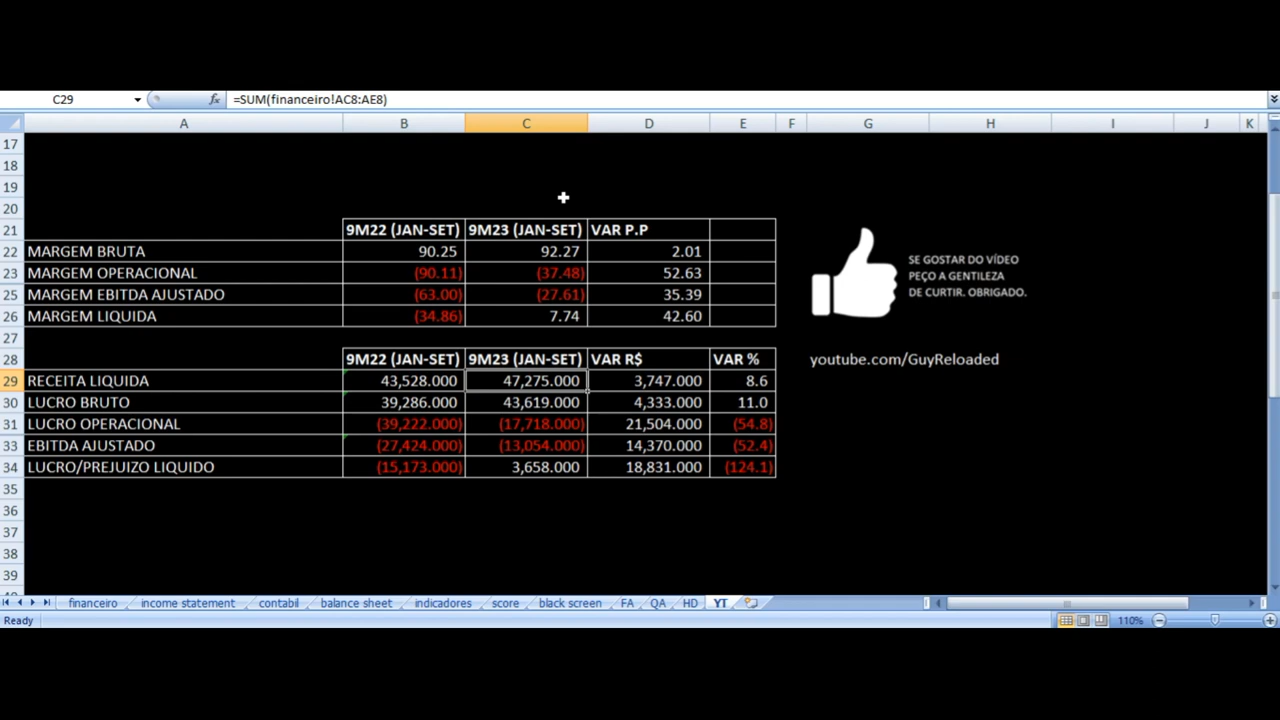 C29 fx =SUM(financeiro!AC8:AE8)
A B C D E F G H I J K
17
18
19
20
21 9M22 (JAN-SET) 9M23 (JAN-SET) VAR P.P
22 MARGEM BRUTA 90.25 92.27 2.01
23 MARGEM OPERACIONAL (90.11) (37.48) 52.63
25 MARGEM EBITDA AJUSTADO (63.00) (27.61) 35.39
26 MARGEM LIQUIDA (34.86) 7.74 42.60
SE GOSTAR DO VÍDEO
PEÇO A GENTILEZA
DE CURTIR. OBRIGADO.
27
28 9M22 (JAN-SET) 9M23 (JAN-SET) VAR R$ VAR % youtube.com/GuyReloaded
29 RECEITA LIQUIDA 43,528.000 47,275.000 3,747.000 8.6
30 LUCRO BRUTO 39,286.000 43,619.000 4,333.000 11.0
31 LUCRO OPERACIONAL (39,222.000) (17,718.000) 21,504.000 (54.8)
33 EBITDA AJUSTADO (27,424.000) (13,054.000) 14,370.000 (52.4)
34 LUCRO/PREJUIZO LIQUIDO (15,173.000) 3,658.000 18,831.000 (124.1)
35
36
37
38
39
financeiro income statement contabil balance sheet indicadores score black screen FA QA HD YT
Ready 110%